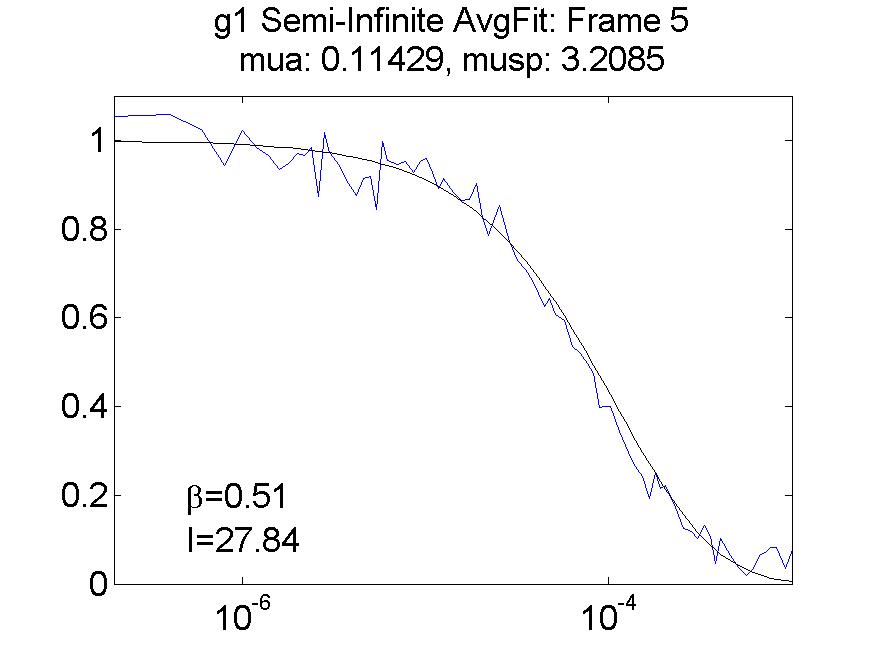 g1 Semi-Infinite AvgFit: Frame 5
mua: 0.11429, musp: 3.2085
1
0.8
0.6
0.4
0.2
0
β=0.51
I=27.84
10^-6
10^-4